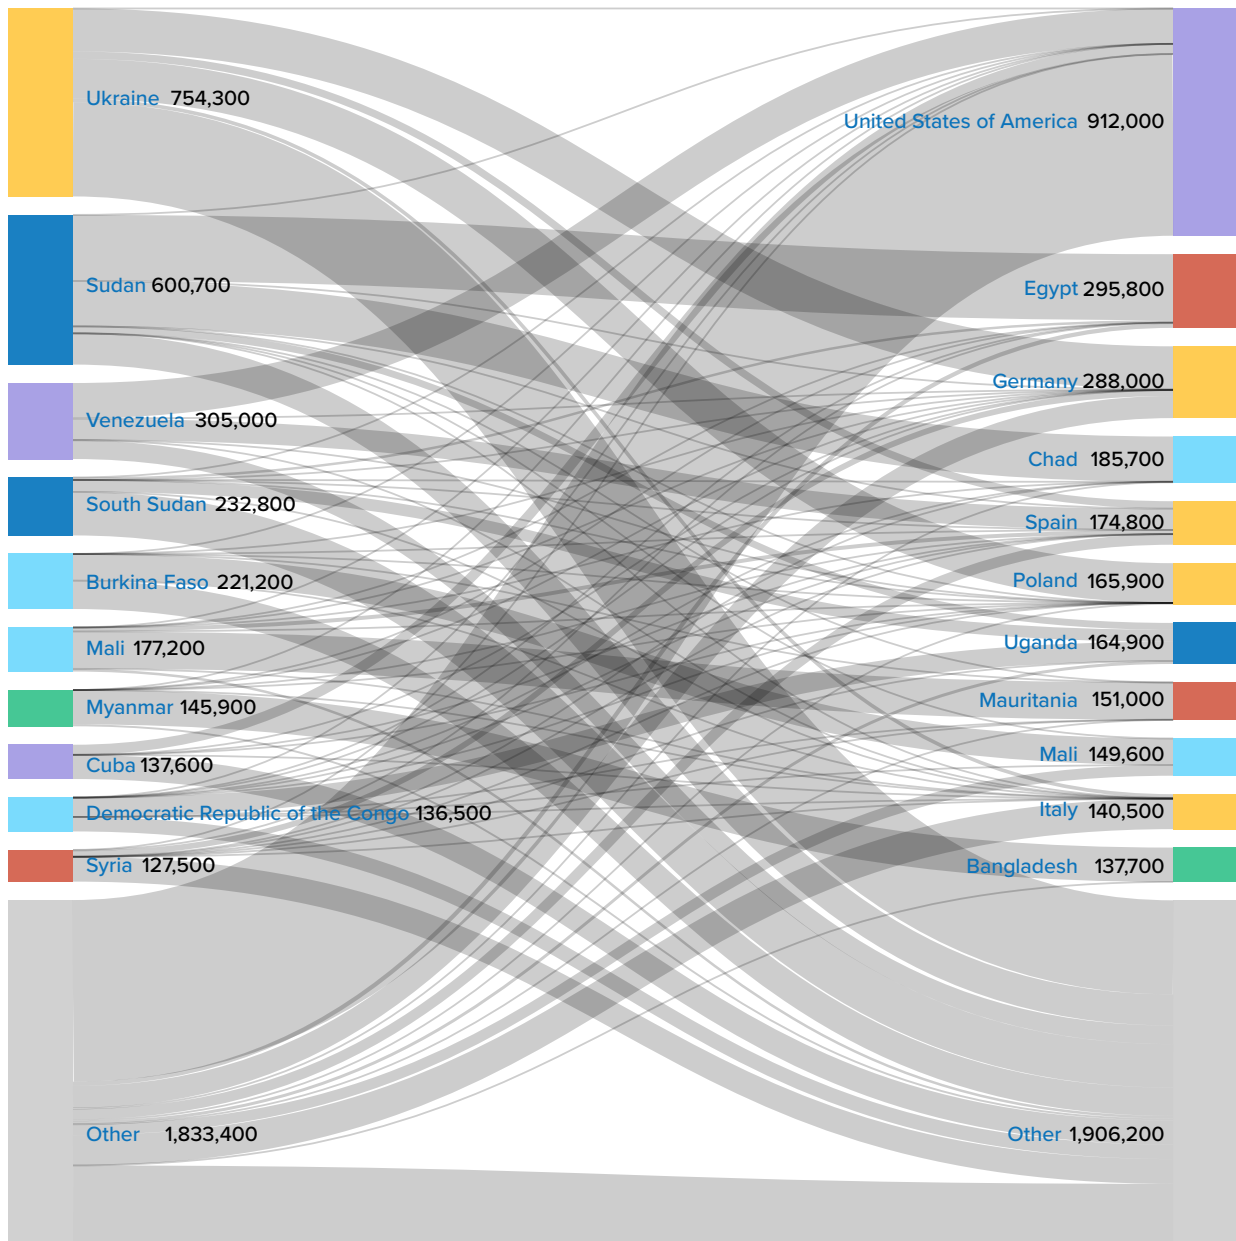 Ukraine 754,300
United States of America 912,000
Sudan 600,700
Egypt 295,800
Germany 288,000
Venezuela 305,000
Chad 185,700
South Sudan 232,800
Spain 174,800
Burkina Faso 221,200
Poland 165,900
Mali 177,200
Uganda 164,900
Myanmar 145,900
Mauritania 151,000
Cuba 137,600
Mali 149,600
Democratic Republic of the Congo 136,500
Italy 140,500
Syria 127,500
Bangladesh 137,700
Other 1,833,400
Other 1,906,200